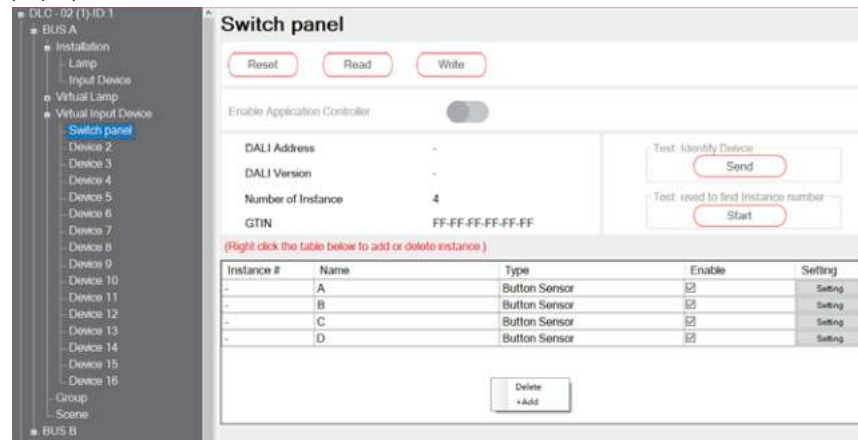 DLC - 02 (1)-ID:1
BUS A
Installation
Lamp
Input Device
Virtual Lamp
Virtual Input Device
Switch panel
Device 2
Device 3
Device 4
Device 5
Device 6
Device 7
Device 8
Device 9
Device 10
Device 11
Device 12
Device 13
Device 14
Device 15
Device 16
Group
Scene
BUS B
Switch panel
Reset Read Write
Enable Application Controller
DALI Address -
DALI Version -
Number of Instance 4
GTIN FF-FF-FF-FF-FF-FF
Test: Identify Deivce
Send
Test: used to find Instance number
Start
(Right click the table below to add or delete instance.)
Instance # Name Type Enable Setting
- A Button Sensor Setting
- B Button Sensor Setting
- C Button Sensor Setting
- D Button Sensor Setting
Delete
+Add